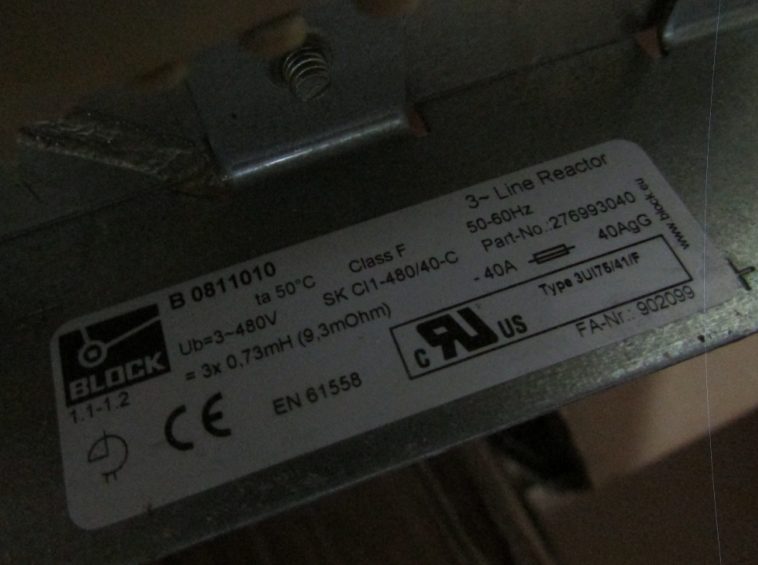 B 0811010
3~ Line Reactor
ta 50°C Class F 50-60Hz
Ub=3~480V SK CI1-480/40-C Part-No.:276993040
= 3x 0,73mH (9,3mOhm) - 40A 40AgG
BLOCK
1.1-1.2
CE
EN 61558
c RU US
Type 3UI75/41/F
FA-Nr.: 902099
www.block.eu